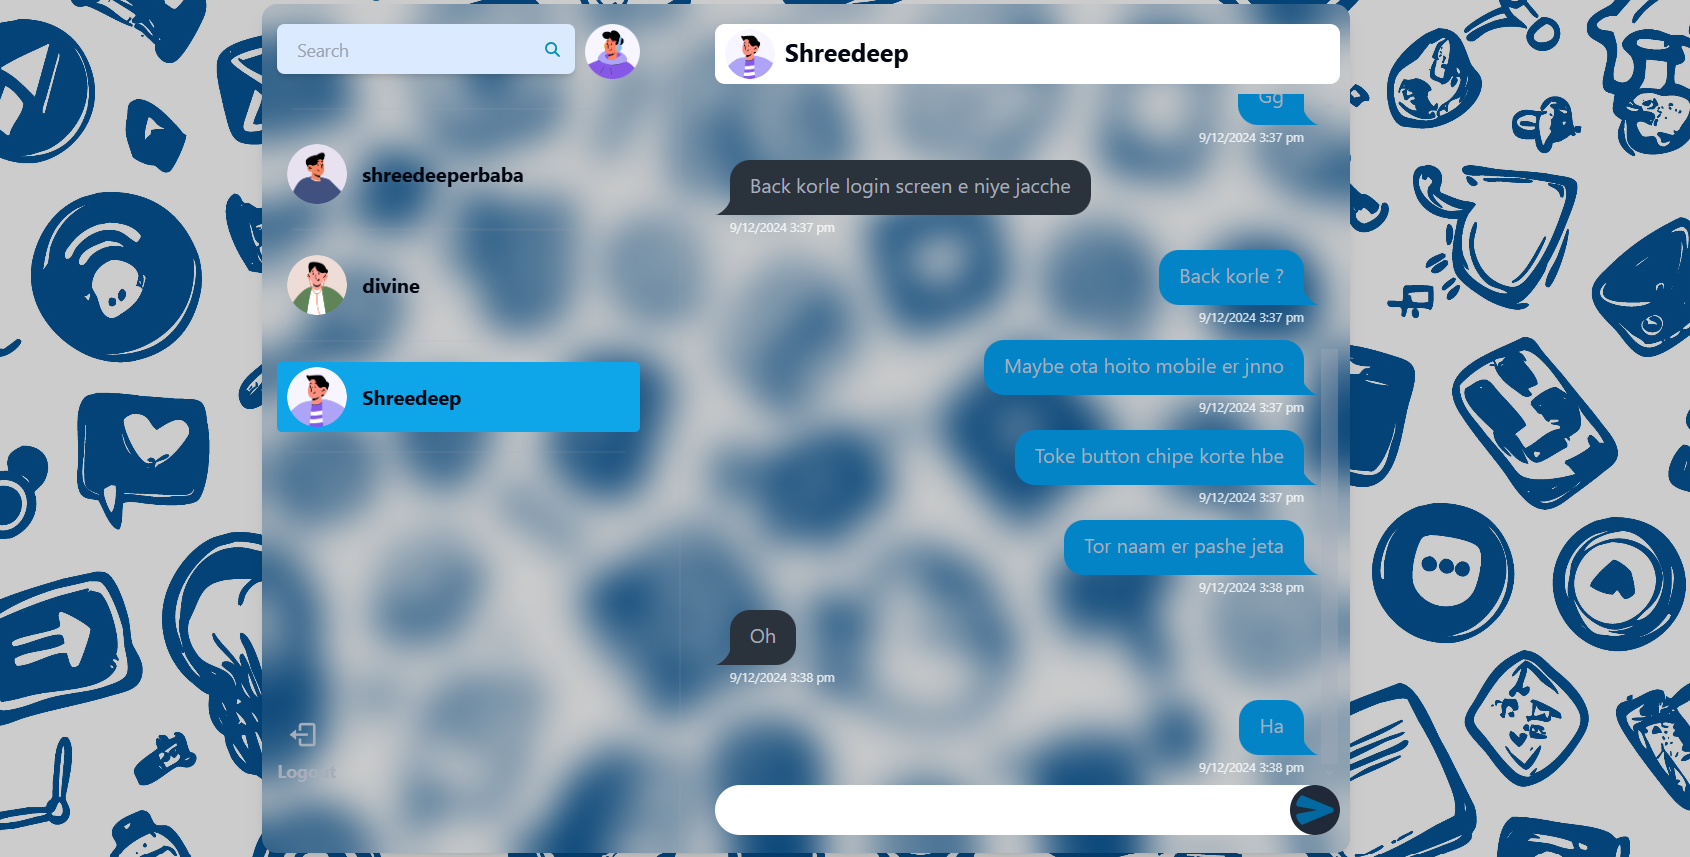 Search
shreedeeperbaba
divine
Shreedeep
Logout
Shreedeep
Gg
9/12/2024 3:37 pm
Back korle login screen e niye jacche
9/12/2024 3:37 pm
Back korle ?
9/12/2024 3:37 pm
Maybe ota hoito mobile er jnno
9/12/2024 3:37 pm
Toke button chipe korte hbe
9/12/2024 3:37 pm
Tor naam er pashe jeta
9/12/2024 3:38 pm
Oh
9/12/2024 3:38 pm
Ha
9/12/2024 3:38 pm